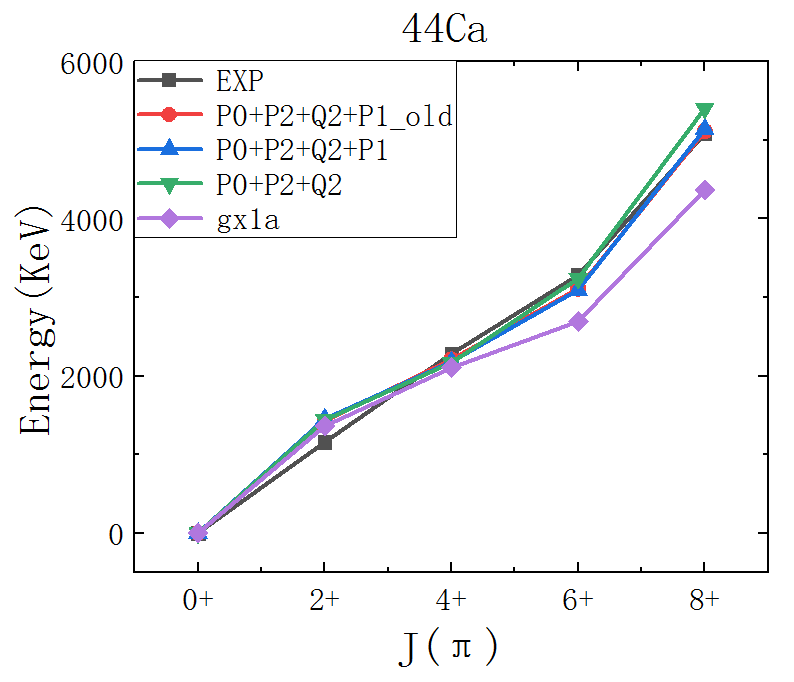 44Ca
6000
4000
2000
0
Energy(KeV)
EXP
P0+P2+Q2+P1_old
P0+P2+Q2+P1
P0+P2+Q2
gx1a
0+ 2+ 4+ 6+ 8+
J(π)